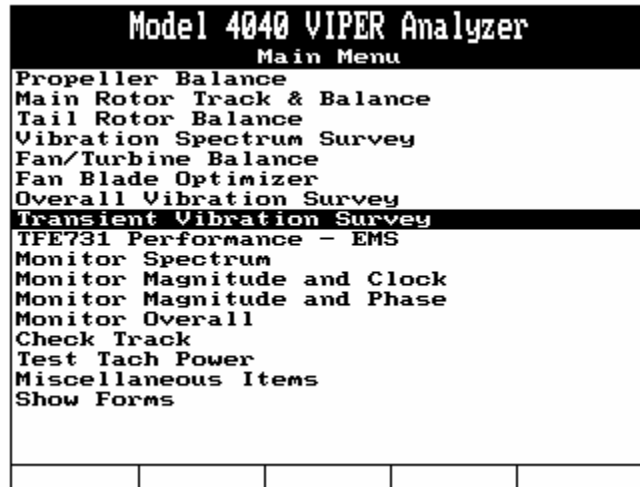 Model 4040 VIPER Analyzer
Main Menu
Propeller Balance
Main Rotor Track & Balance
Tail Rotor Balance
Vibration Spectrum Survey
Fan/Turbine Balance
Fan Blade Optimizer
Overall Vibration Survey
Transient Vibration Survey
TFE731 Performance - EMS
Monitor Spectrum
Monitor Magnitude and Clock
Monitor Magnitude and Phase
Monitor Overall
Check Track
Test Tach Power
Miscellaneous Items
Show Forms